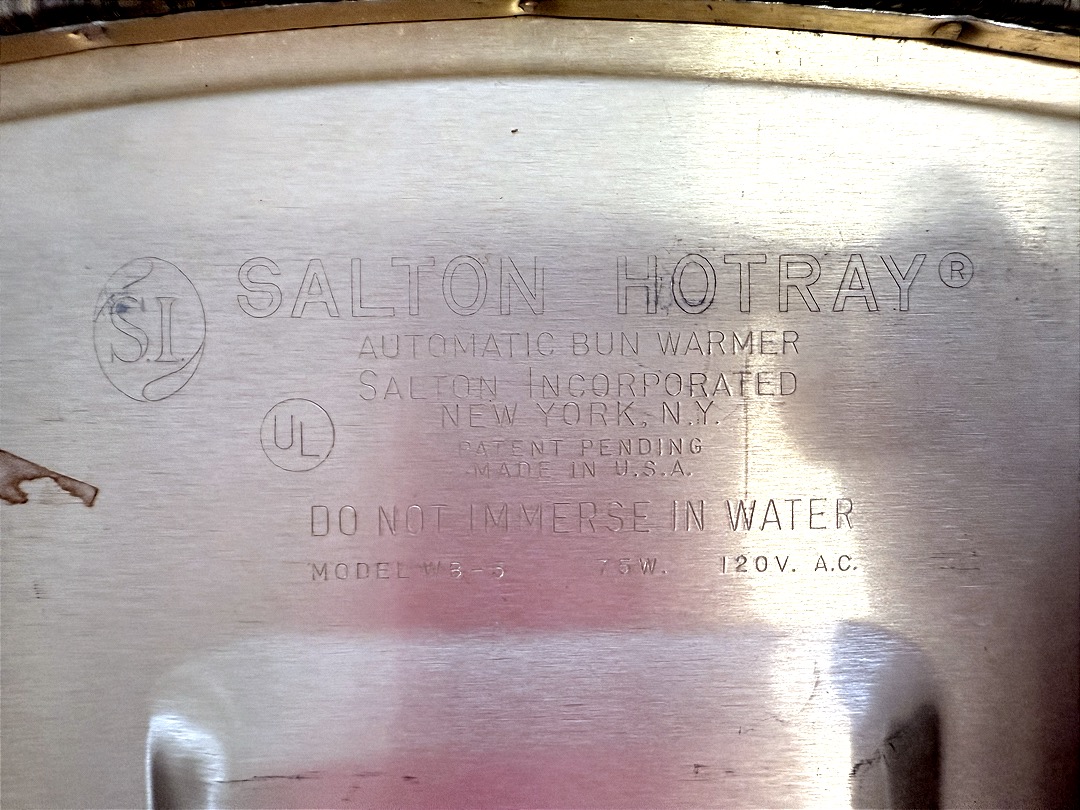 S.I.
SALTON HOTRAY®
AUTOMATIC BUN WARMER
SALTON INCORPORATED
NEW YORK, N.Y.
UL
PATENT PENDING
MADE IN U.S.A.
DO NOT IMMERSE IN WATER
MODEL 75W. 120V. A.C.